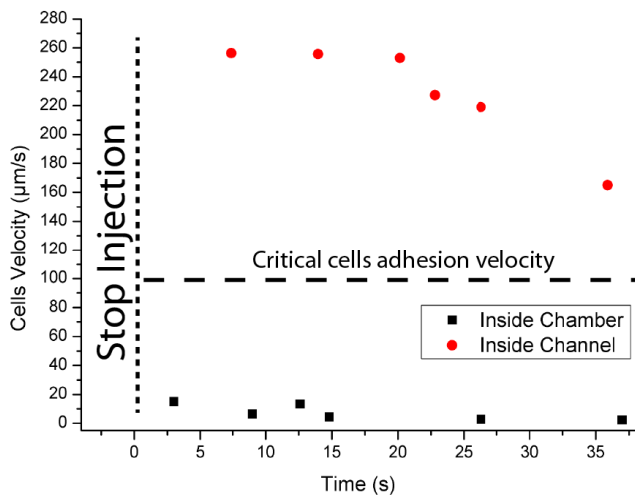 280
260
240
220
200
180
160
140
120
100
80
60
40
20
0
Cells Velocity (µm/s)
Stop Injection
Critical cells adhesion velocity
Inside Chamber
Inside Channel
0 5 10 15 20 25 30 35
Time (s)